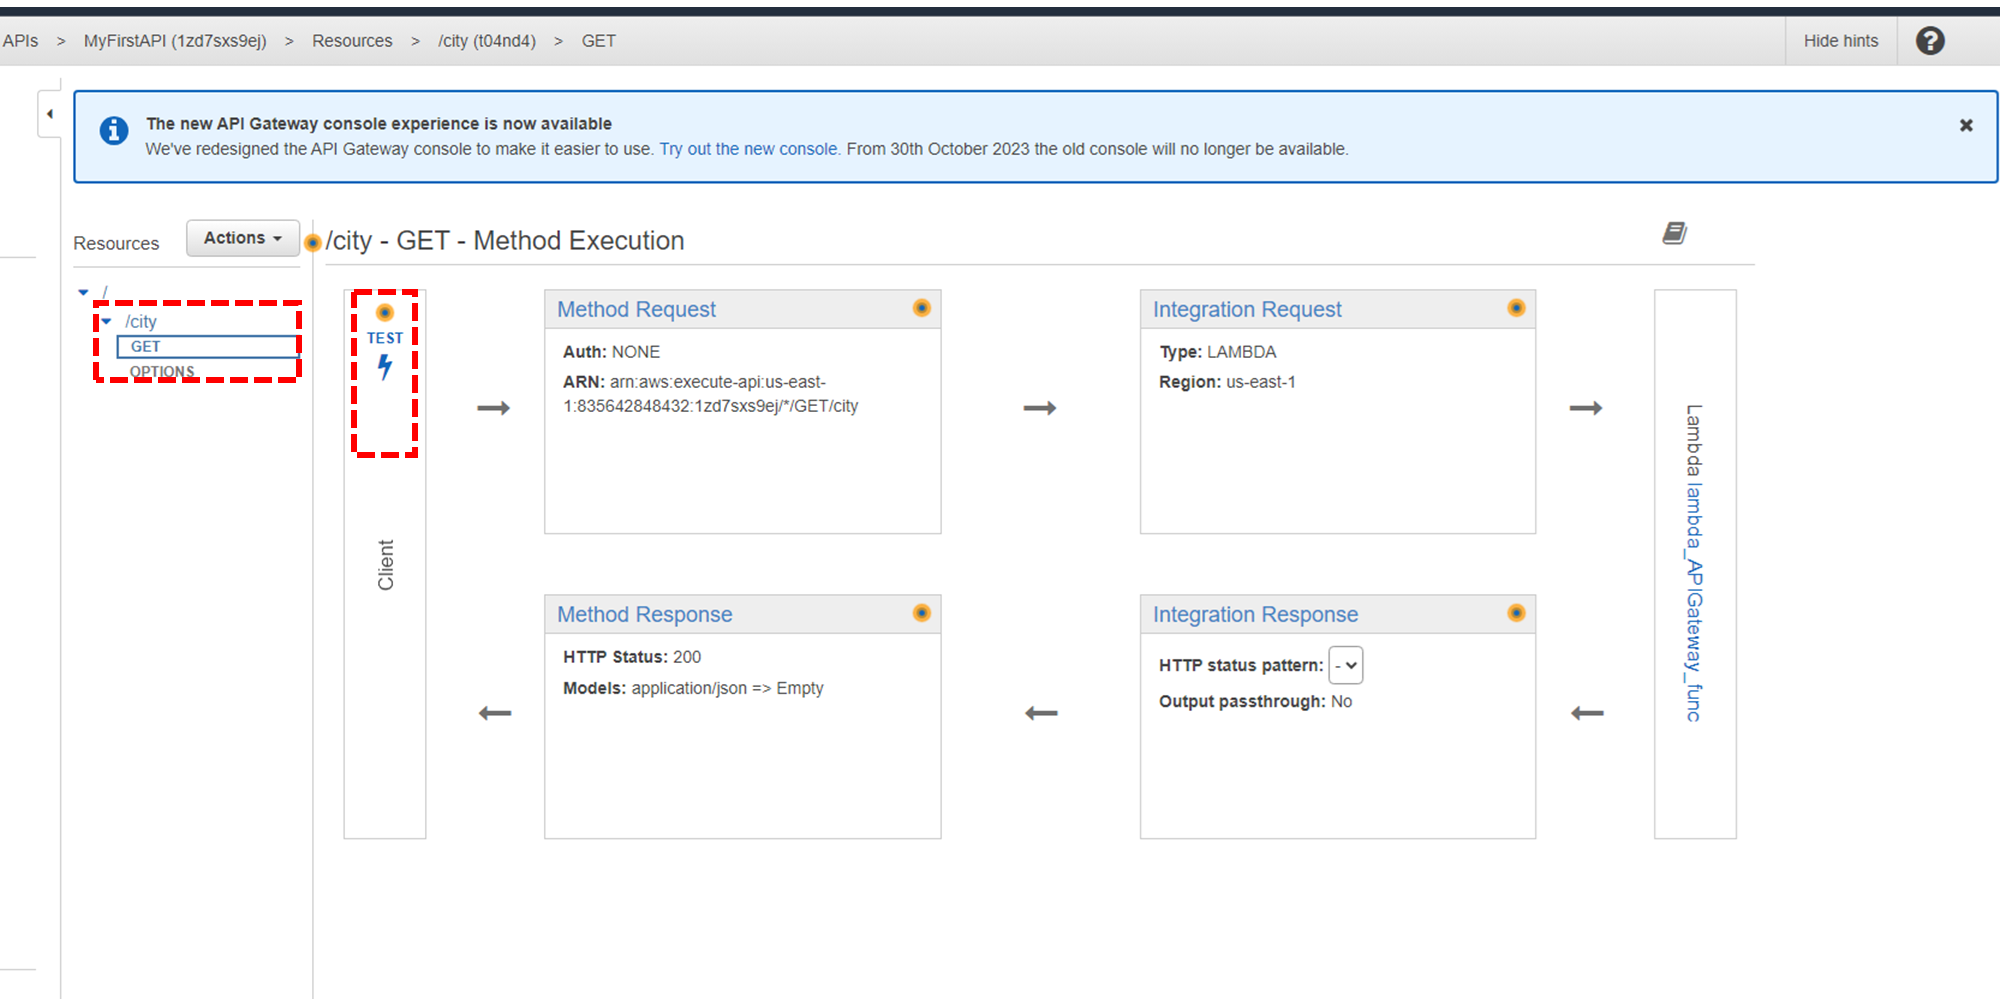 APIs > MyFirstAPI (1zd7sxs9ej) > Resources > /city (t04nd4) > GET
Hide hints
?
The new API Gateway console experience is now available
We've redesigned the API Gateway console to make it easier to use. Try out the new console. From 30th October 2023 the old console will no longer be available.
Resources
Actions
/city - GET - Method Execution
/
/city
GET
OPTIONS
TEST
Client
Method Request
Auth: NONE
ARN: arn:aws:execute-api:us-east-
1:835642848432:1zd7sxs9ej/*/GET/city
Integration Request
Type: LAMBDA
Region: us-east-1
Lambda lambda_APIGateway_func
Method Response
HTTP Status: 200
Models: application/json => Empty
Integration Response
HTTP status pattern: -
Output passthrough: No